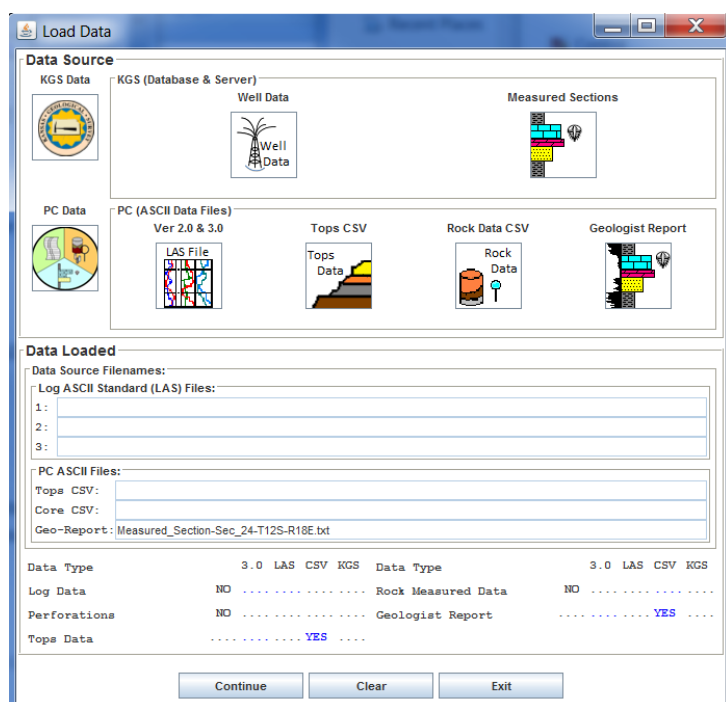 Load Data
Data Source
KGS Data
KGS (Database & Server)
Well Data
Measured Sections
Well
Data
PC Data
PC (ASCII Data Files)
Ver 2.0 & 3.0
Tops CSV
Rock Data CSV
Geologist Report
LAS File
Tops
Data
Rock
Data
Data Loaded
Data Source Filenames:
Log ASCII Standard (LAS) Files:
1:
2:
3:
PC ASCII Files:
Tops CSV:
Core CSV:
Geo-Report: Measured_Section-Sec_24-T12S-R18E.txt
Data Type 3.0 LAS CSV KGS Data Type 3.0 LAS CSV KGS
Log Data NO .... .... .... .... Rock Measured Data NO .... .... .... ....
Perforations NO .... .... .... .... Geologist Report .... .... .... YES ....
Tops Data .... .... .... YES ....
Continue Clear Exit